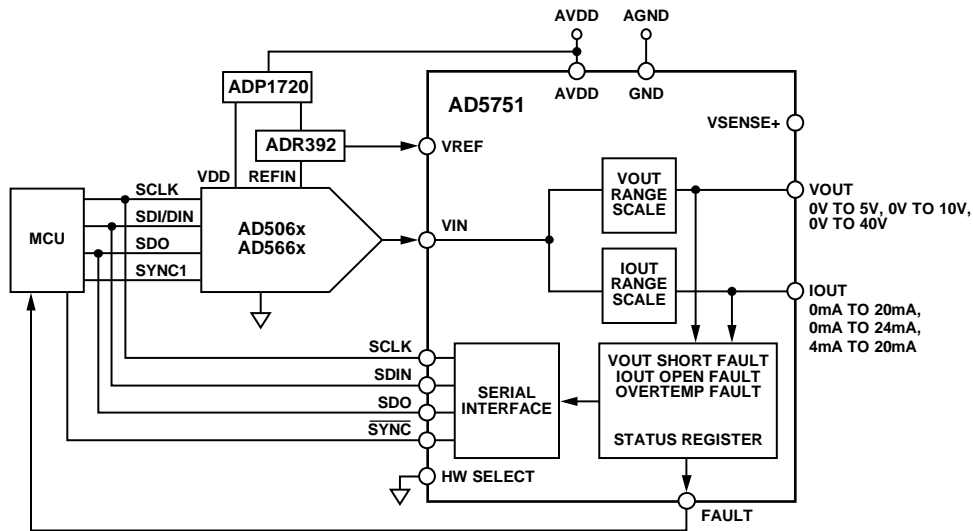 AVDD
AGND
ADP1720
AVDD
GND
AD5751
VSENSE+
ADR392
VREF
VDD
REFIN
SCLK
SDI/DIN
MCU
SDO
SYNC1
AD506x
AD566x
VIN
VOUT
RANGE
SCALE
VOUT
0V TO 5V, 0V TO 10V,
0V TO 40V
IOUT
RANGE
SCALE
IOUT
0mA TO 20mA,
0mA TO 24mA,
4mA TO 20mA
SCLK
SDIN
SDO
SYNC
SERIAL
INTERFACE
VOUT SHORT FAULT
IOUT OPEN FAULT
OVERTEMP FAULT
STATUS REGISTER
HW SELECT
FAULT